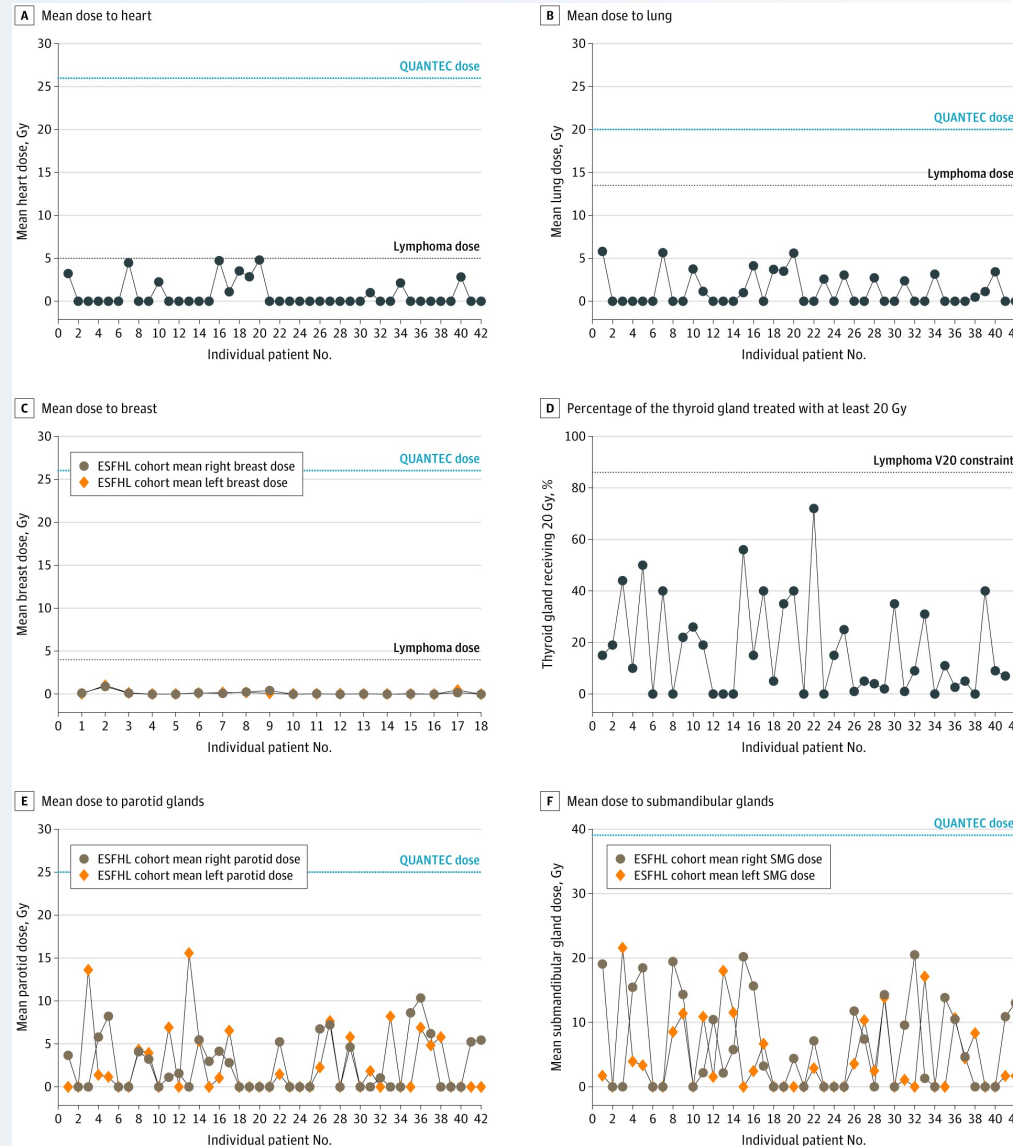 A Mean dose to heart
30
25
20
15
10
5
0
Mean heart dose, Gy
QUANTEC dose
Lymphoma dose
0 2 4 6 8 10 12 14 16 18 20 22 24 26 28 30 32 34 36 38 40 42
Individual patient No.
B Mean dose to lung
30
25
20
15
10
5
0
Mean lung dose, Gy
QUANTEC dose
Lymphoma dose
0 2 4 6 8 10 12 14 16 18 20 22 24 26 28 30 32 34 36 38 40
Individual patient No.
C Mean dose to breast
30
25
20
15
10
5
0
Mean breast dose, Gy
QUANTEC dose
ESFHL cohort mean right breast dose
ESFHL cohort mean left breast dose
Lymphoma dose
0 1 2 3 4 5 6 7 8 9 10 11 12 13 14 15 16 17 18
Individual patient No.
D Percentage of the thyroid gland treated with at least 20 Gy
100
80
60
40
20
0
Thyroid gland receiving 20 Gy, %
Lymphoma V20 constraint
0 2 4 6 8 10 12 14 16 18 20 22 24 26 28 30 32 34 36 38 40
Individual patient No.
E Mean dose to parotid glands
30
25
20
15
10
5
0
Mean parotid dose, Gy
QUANTEC dose
ESFHL cohort mean right parotid dose
ESFHL cohort mean left parotid dose
0 2 4 6 8 10 12 14 16 18 20 22 24 26 28 30 32 34 36 38 40 42
Individual patient No.
F Mean dose to submandibular glands
40
30
20
10
0
Mean submandibular gland dose, Gy
QUANTEC dose
ESFHL cohort mean right SMG dose
ESFHL cohort mean left SMG dose
0 2 4 6 8 10 12 14 16 18 20 22 24 26 28 30 32 34 36 38 40
Individual patient No.